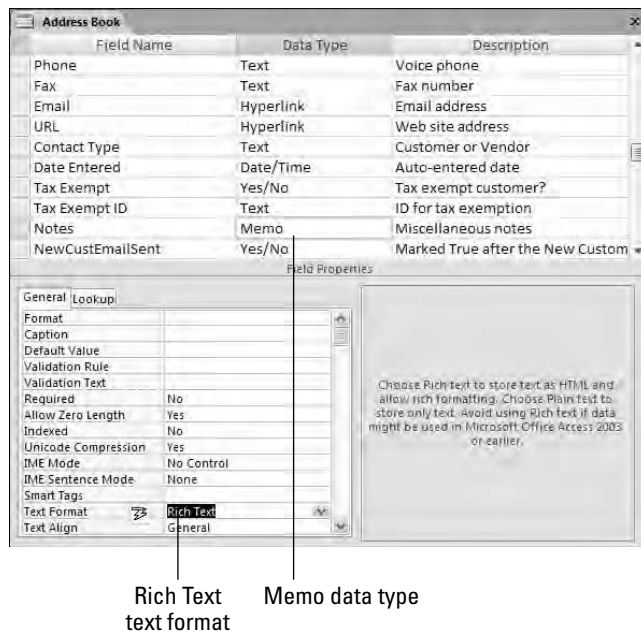 Address Book
Field Name Data Type Description
Phone Text Voice phone
Fax Text Fax number
Email Hyperlink Email address
URL Hyperlink Web site address
Contact Type Text Customer or Vendor
Date Entered Date/Time Auto-entered date
Tax Exempt Yes/No Tax exempt customer?
Tax Exempt ID Text ID for tax exemption
Notes Memo Miscellaneous notes
NewCustEmailSent Yes/No Marked True after the New Custom
Field Properties
General Lookup
Format
Caption
Default Value
Validation Rule
Validation Text
Required No
Allow Zero Length Yes
Indexed No
Unicode Compression Yes
IME Mode No Control
IME Sentence Mode None
Smart Tags
Text Format Rich Text
Text Align General
Choose Rich text to store text as HTML and
allow rich formatting. Choose Plain text to
store only text. Avoid using Rich text if data
might be used in Microsoft Office Access 2003
or earlier.
Rich Text
text format
Memo data type